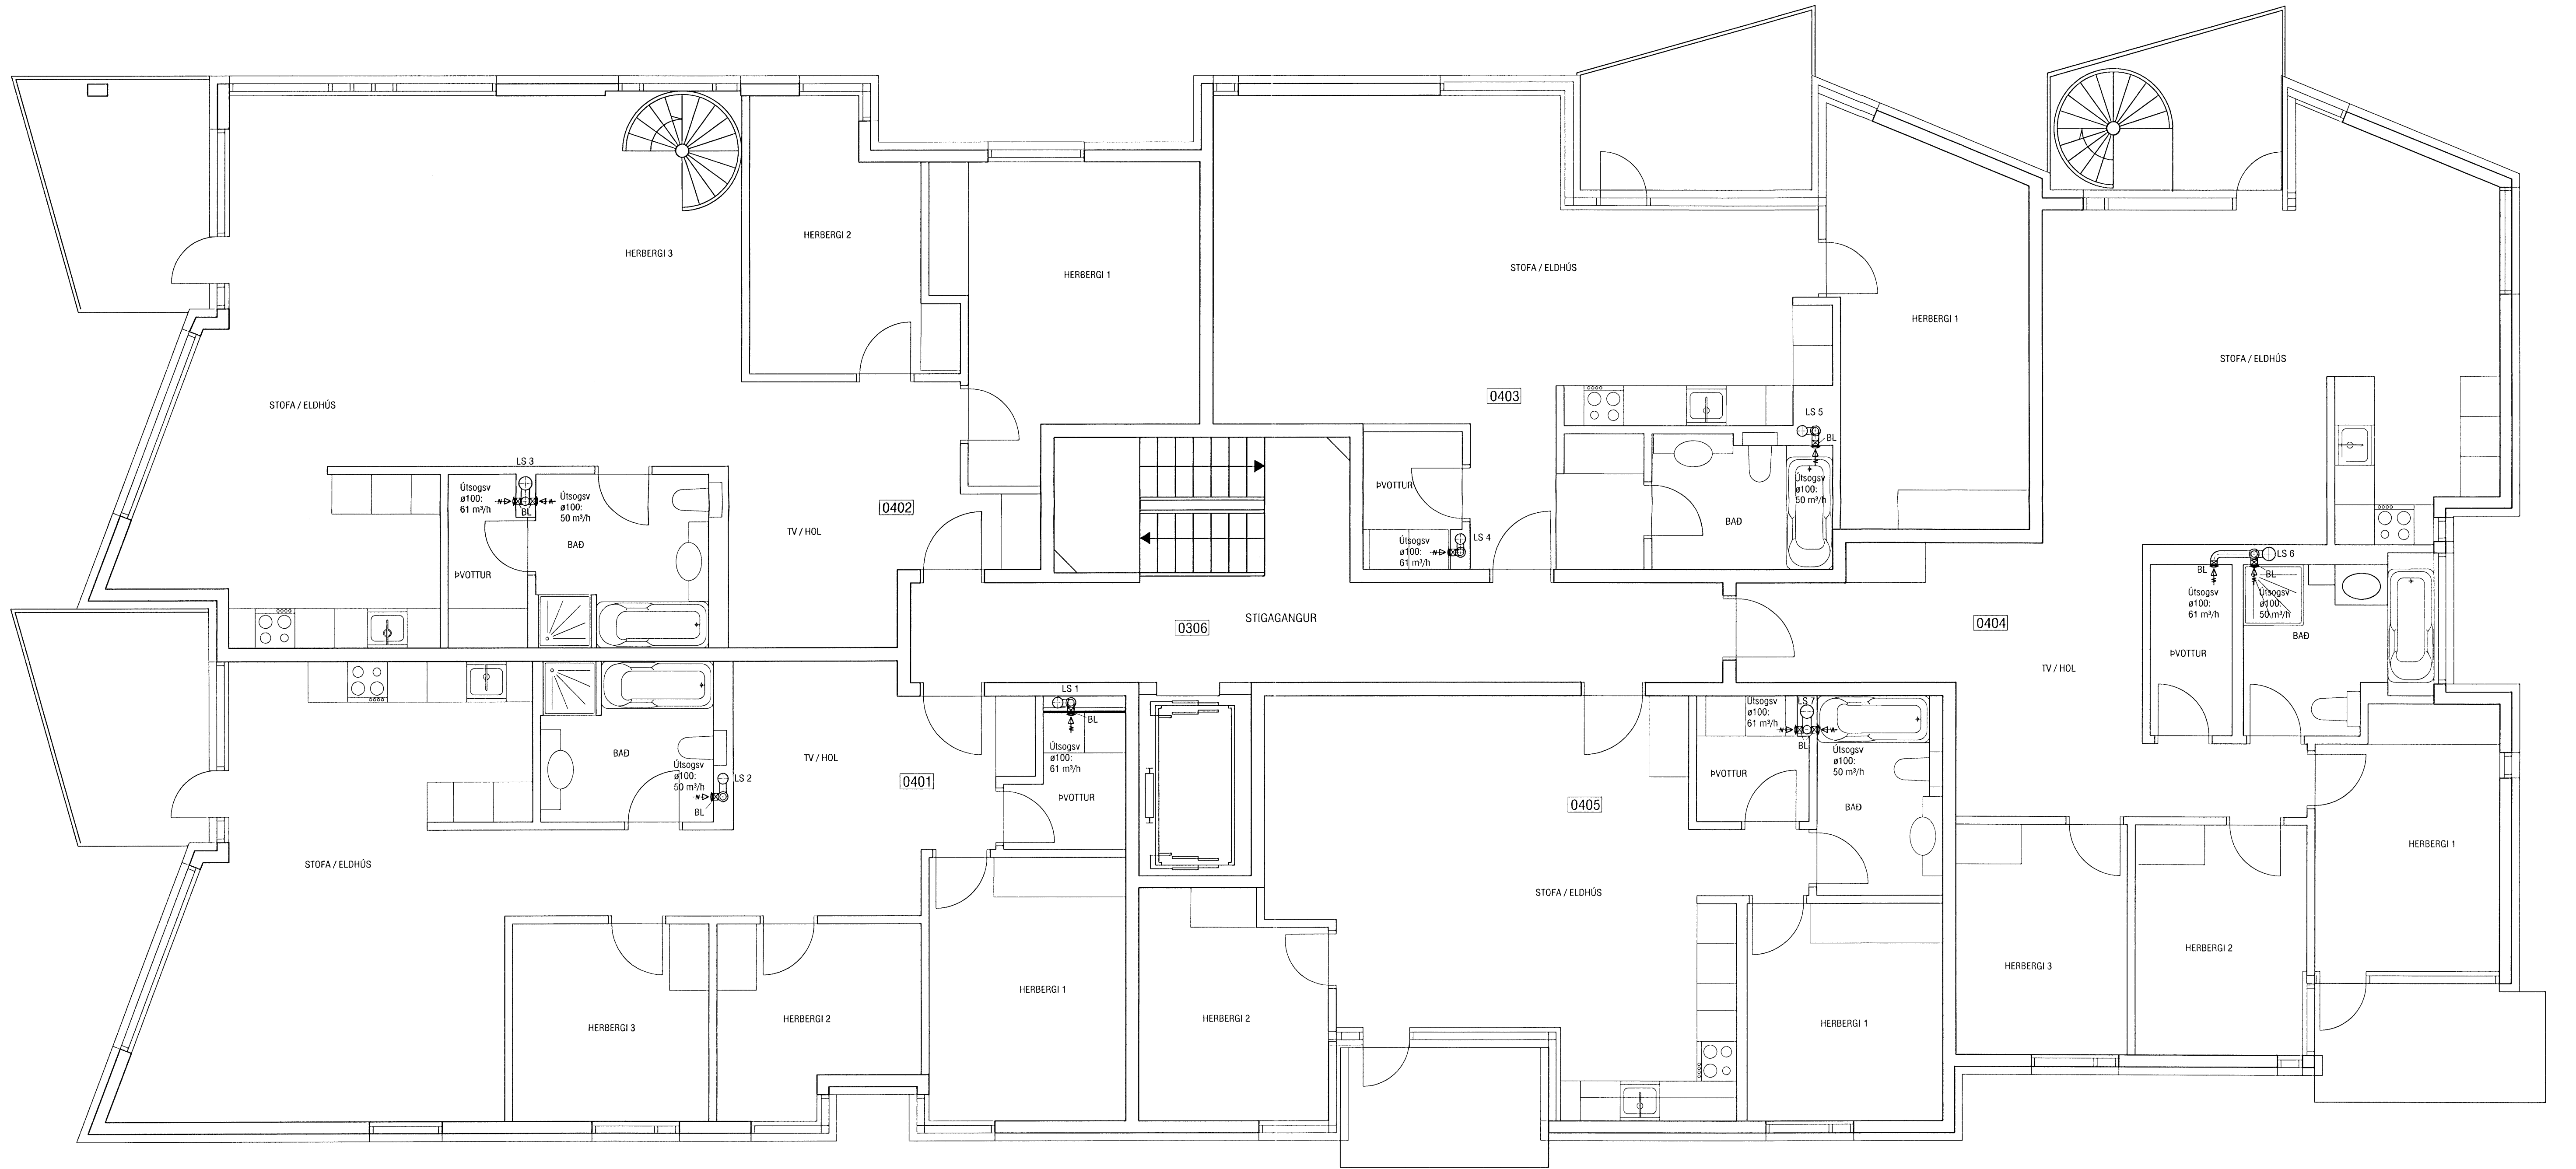 HERBERGI 2
HERBERGI 3
HERBERGI 1
STOFA / ELDHÚS
HERBERGI 1
STOFA / ELDHÚS
STOFA / ELDHÚS
0403
LS 5
BL
LS 3
Útsogsv
ø100:
61 m³/h
BL
Útsogsv
ø100:
50 m³/h
BAÐ
ÞVOTTUR
0402
TV / HOL
ÞVOTTUR
Útsogsv
ø100:
61 m³/h
LS 4
Útsogsv
ø100:
50 m³/h
BAÐ
LS 6
BL
BL
Útsogsv
ø100:
61 m³/h
Útsogsv
ø100:
50 m³/h
BAÐ
ÞVOTTUR
0404
TV / HOL
0306
STIGAGANGUR
LS 1
BL
Útsogsv
ø100:
61 m³/h
ÞVOTTUR
BAÐ
Útsogsv
ø100:
50 m³/h
LS 2
BL
TV / HOL
0401
Útsogsv
ø100:
61 m³/h
LS 7
BL
Útsogsv
ø100:
50 m³/h
ÞVOTTUR
BAÐ
0405
STOFA / ELDHÚS
STOFA / ELDHÚS
HERBERGI 1
HERBERGI 2
HERBERGI 3
HERBERGI 1
HERBERGI 2
HERBERGI 3
HERBERGI 2
HERBERGI 1